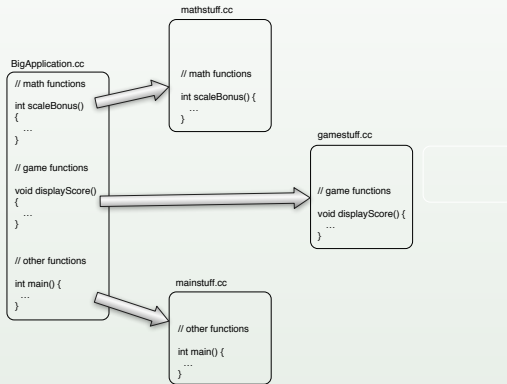 mathstuff.cc
// math functions
int scaleBonus() {
...
}
BigApplication.cc
// math functions
int scaleBonus()
{
...
}
// game functions
void displayScore()
{
...
}
// other functions
int main() {
...
}
gamestuff.cc
// game functions
void displayScore() {
...
}
mainstuff.cc
// other functions
int main() {
...
}